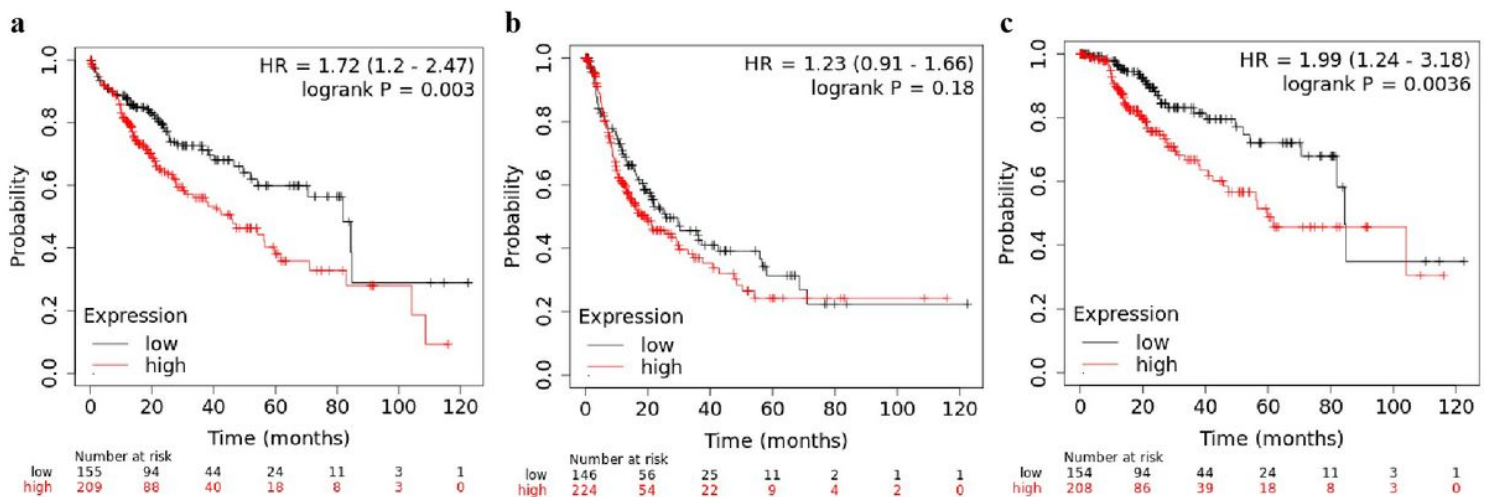 a
HR = 1.72 (1.2 - 2.47)
logrank P = 0.003
Probability
1.0
0.8
0.6
0.4
0.2
0.0
Expression
low
high
0 20 40 60 80 100 120
Time (months)
Number at risk
low 155 94 44 24 11 3 1
high 209 88 40 18 8 3 0
b
HR = 1.23 (0.91 - 1.66)
logrank P = 0.18
Probability
1.0
0.8
0.6
0.4
0.2
0.0
Expression
low
high
0 20 40 60 80 100 120
Time (months)
Number at risk
low 146 56 25 11 2 1 1
high 224 54 22 9 4 2 0
c
HR = 1.99 (1.24 - 3.18)
logrank P = 0.0036
Probability
1.0
0.8
0.6
0.4
0.2
0.0
Expression
low
high
0 20 40 60 80 100 120
Time (months)
Number at risk
low 154 94 44 24 11 3 1
high 208 86 39 18 8 3 0